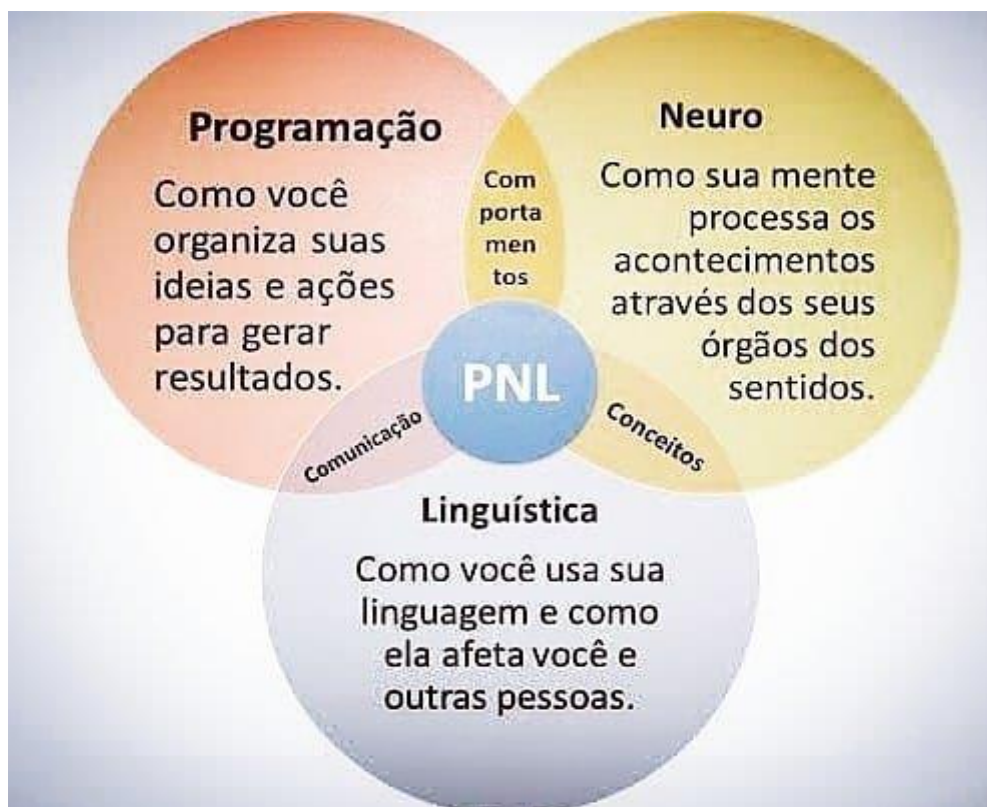 Programação
Como você
organiza suas
ideias e ações
para gerar
resultados.
Com
porta
men
tos
Neuro
Como sua mente
processa os
acontecimentos
através dos seus
órgãos dos
sentidos.
PNL
Comunicação
Conceitos
Linguística
Como você usa sua
linguagem e como
ela afeta você e
outras pessoas.